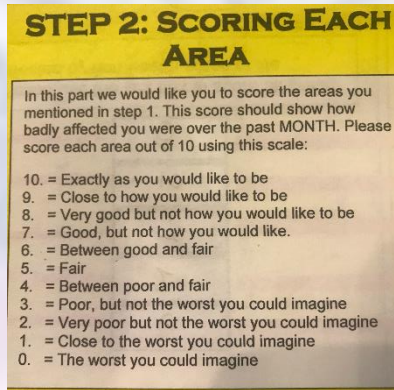 STEP 2: SCORING EACH
AREA
In this part we would like you to score the areas you
mentioned in step 1. This score should show how
badly affected you were over the past MONTH. Please
score each area out of 10 using this scale:
10. = Exactly as you would like to be
9. = Close to how you would like to be
8. = Very good but not how you would like to be
7. = Good, but not how you would like.
6. = Between good and fair
5. = Fair
4. = Between poor and fair
3. = Poor, but not the worst you could imagine
2. = Very poor but not the worst you could imagine
1. = Close to the worst you could imagine
0. = The worst you could imagine